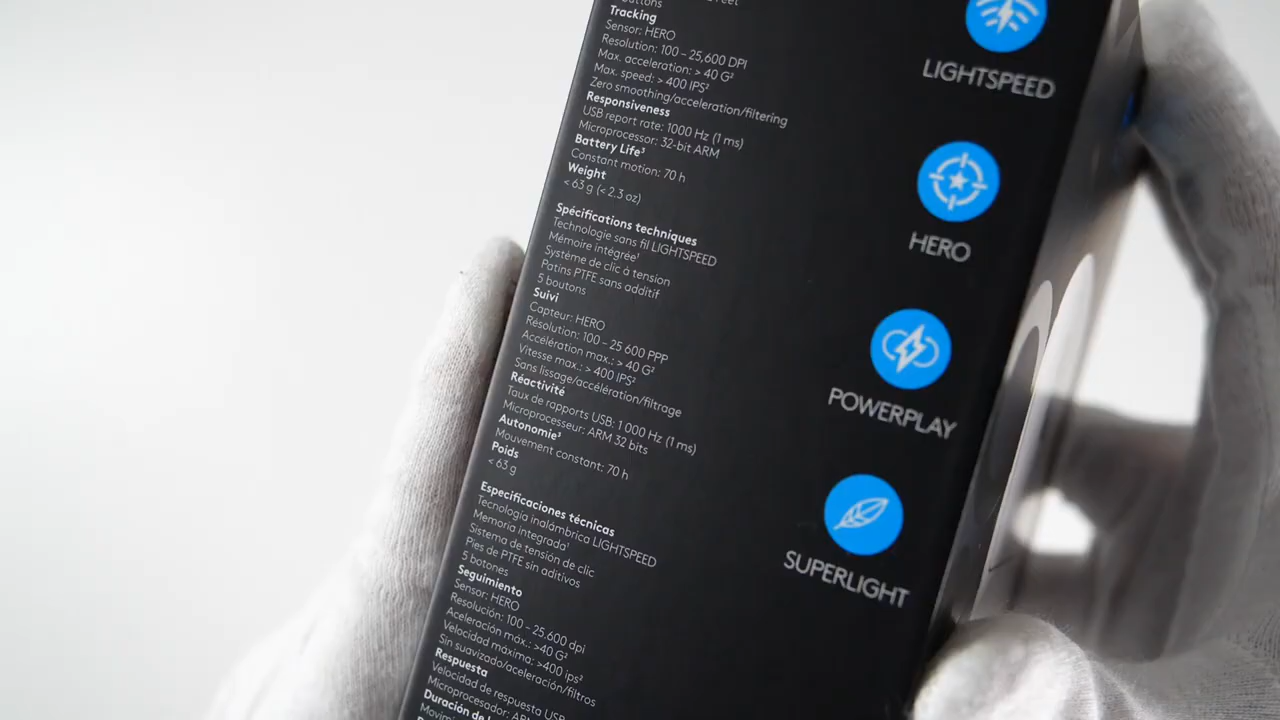 Tracking
Sensor: HERO
Resolution: 100 – 25,600 DPI
Max. acceleration: > 40 G²
Max. speed: > 400 IPS²
Zero smoothing/acceleration/filtering
Responsiveness
USB report rate: 1000 Hz (1 ms)
Microprocessor: 32-bit ARM
Battery Life³
Constant motion: 70 h
Weight
< 63 g (< 2.3 oz)
Spécifications techniques
Technologie sans fil LIGHTSPEED
Mémoire intégrée¹
Système de clic à tension
Patins PTFE sans additif
5 boutons
Suivi
Capteur: HERO
Résolution: 100 – 25 600 PPP
Accélération max.: > 40 G²
Vitesse max.: > 400 IPS²
Sans lissage/accélération/filtrage
Réactivité
Taux de rapports USB: 1 000 Hz (1 ms)
Microprocesseur: ARM 32 bits
Autonomie³
Mouvement constant: 70 h
Poids
< 63 g
Especificaciones técnicas
Tecnología inalámbrica LIGHTSPEED
Memoria integrada¹
Sistema de tensión de clic
Pies de PTFE sin aditivos
5 botones
Seguimiento
Sensor: HERO
Resolución: 100 – 25.600 dpi
Aceleración máx.: >40 G²
Velocidad máxima: >400 ips²
Sin suavizado/aceleración/filtros
Respuesta
Velocidad de respuesta USB
Microprocesador:
Duración de
LIGHTSPEED
HERO
POWERPLAY
SUPERLIGHT